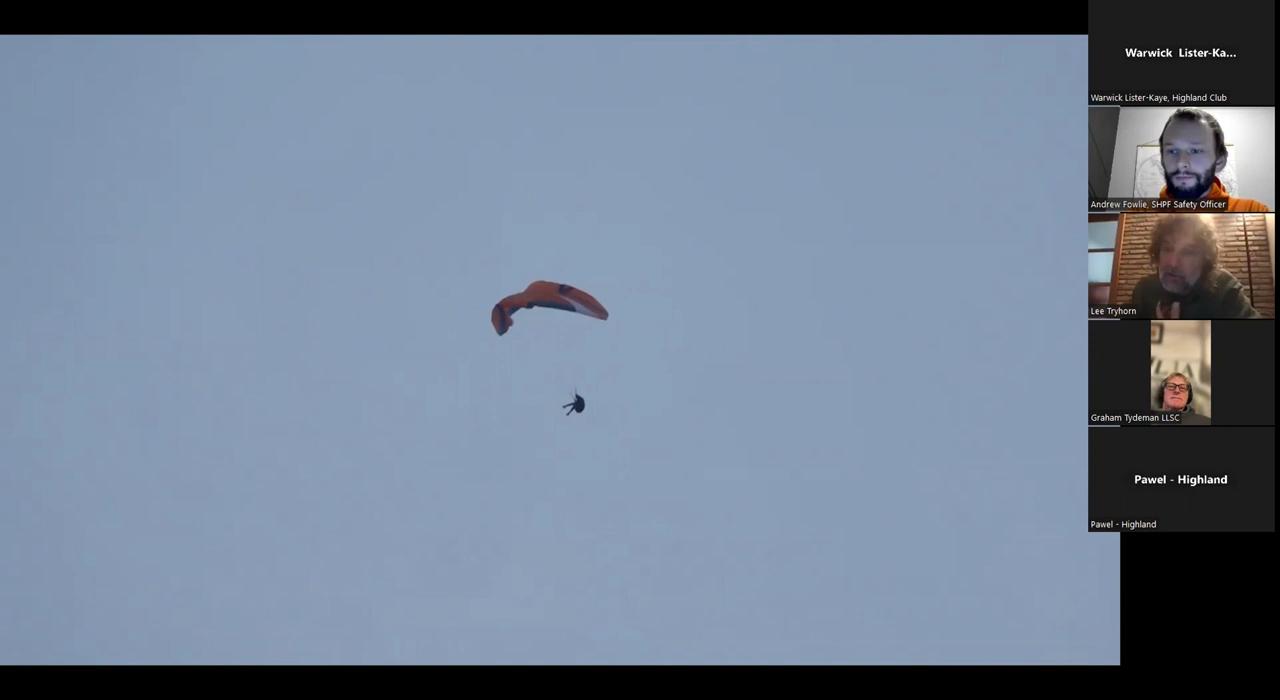 Warwick  Lister-Ka...
Warwick Lister-Kaye, Highland Club
Andrew Fowlie, SHPF Safety Officer
Lee Tryhorn
Graham Tydeman LLSC
Pawel - Highland
Pawel - Highland